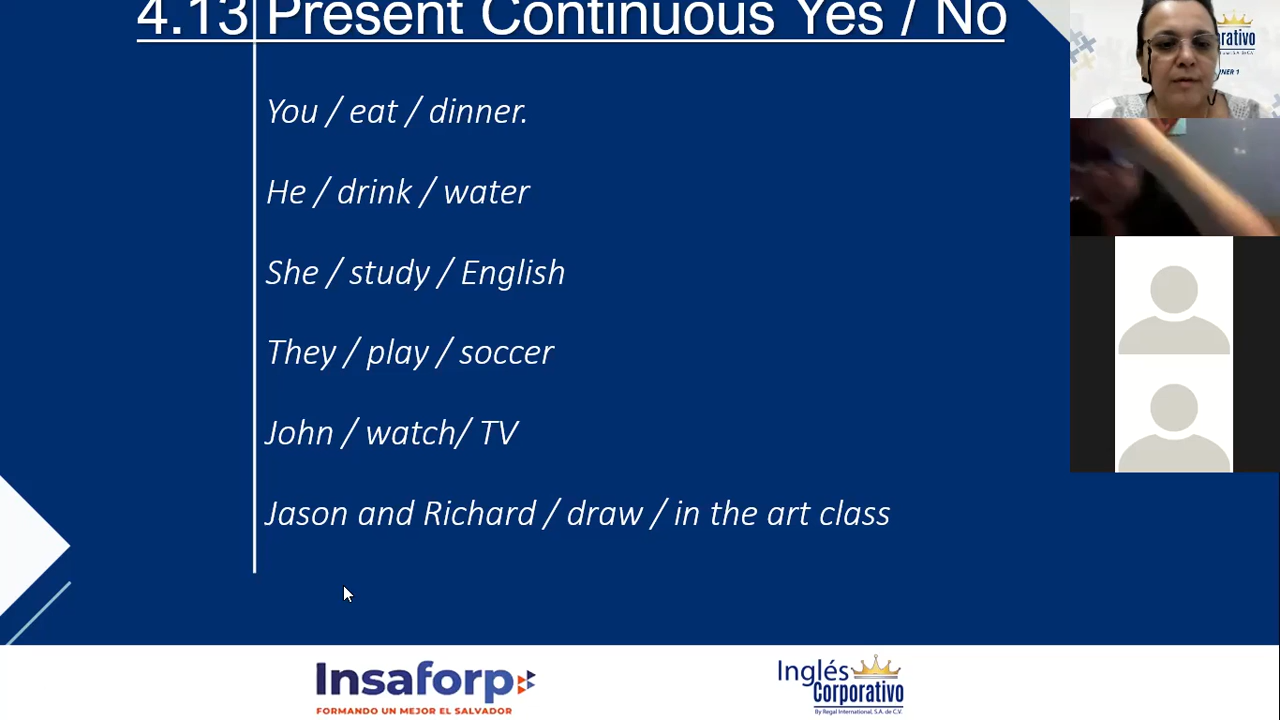 4.13 Present Continuous Yes / No
You / eat / dinner.
He / drink / water
She / study / English
They / play / soccer
John / watch/ TV
Jason and Richard / draw / in the art class
Insaforp
FORMANDO UN MEJOR EL SALVADOR
Inglés
Corporativo
By Regal International, S.A. de C.V.